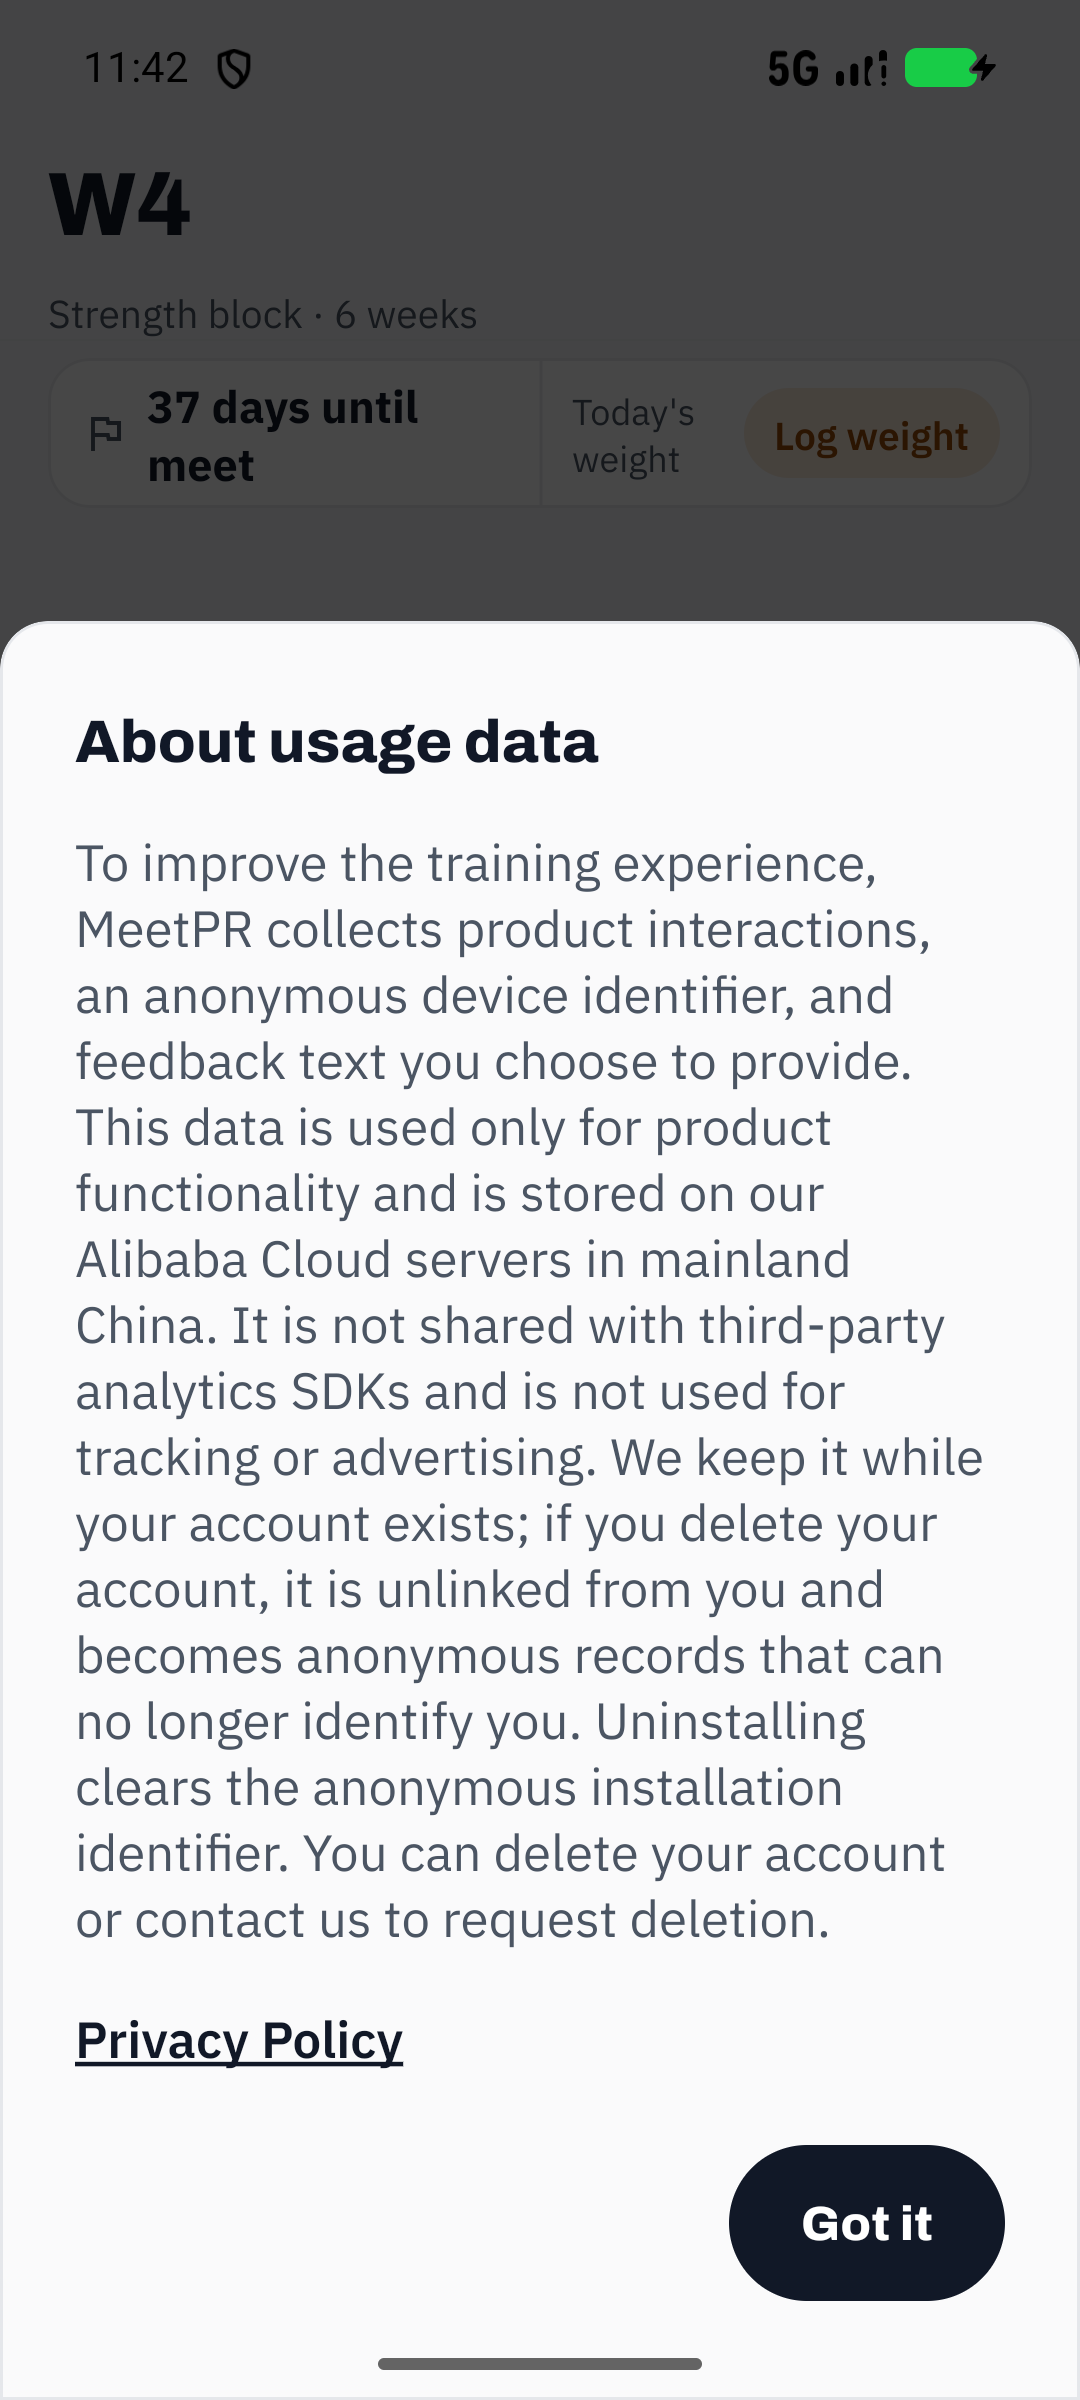 11:42
5G
W4
Strength block · 6 weeks
37 days until
meet
Today's
weight
Log weight
About usage data
To improve the training experience,
MeetPR collects product interactions,
an anonymous device identifier, and
feedback text you choose to provide.
This data is used only for product
functionality and is stored on our
Alibaba Cloud servers in mainland
China. It is not shared with third-party
analytics SDKs and is not used for
tracking or advertising. We keep it while
your account exists; if you delete your
account, it is unlinked from you and
becomes anonymous records that can
no longer identify you. Uninstalling
clears the anonymous installation
identifier. You can delete your account
or contact us to request deletion.
Privacy Policy
Got it